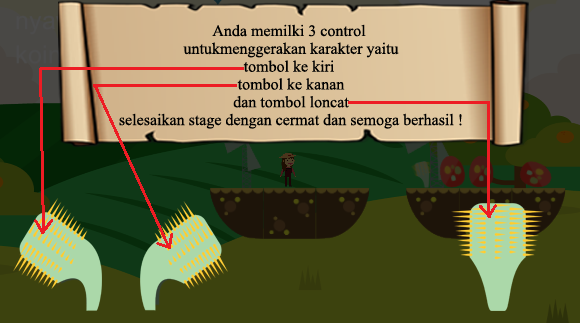 Anda memilki 3 control
untukmenggerakan karakter yaitu
tombol ke kiri
tombol ke kanan
dan tombol loncat
selesaikan stage dengan cermat dan semoga berhasil !